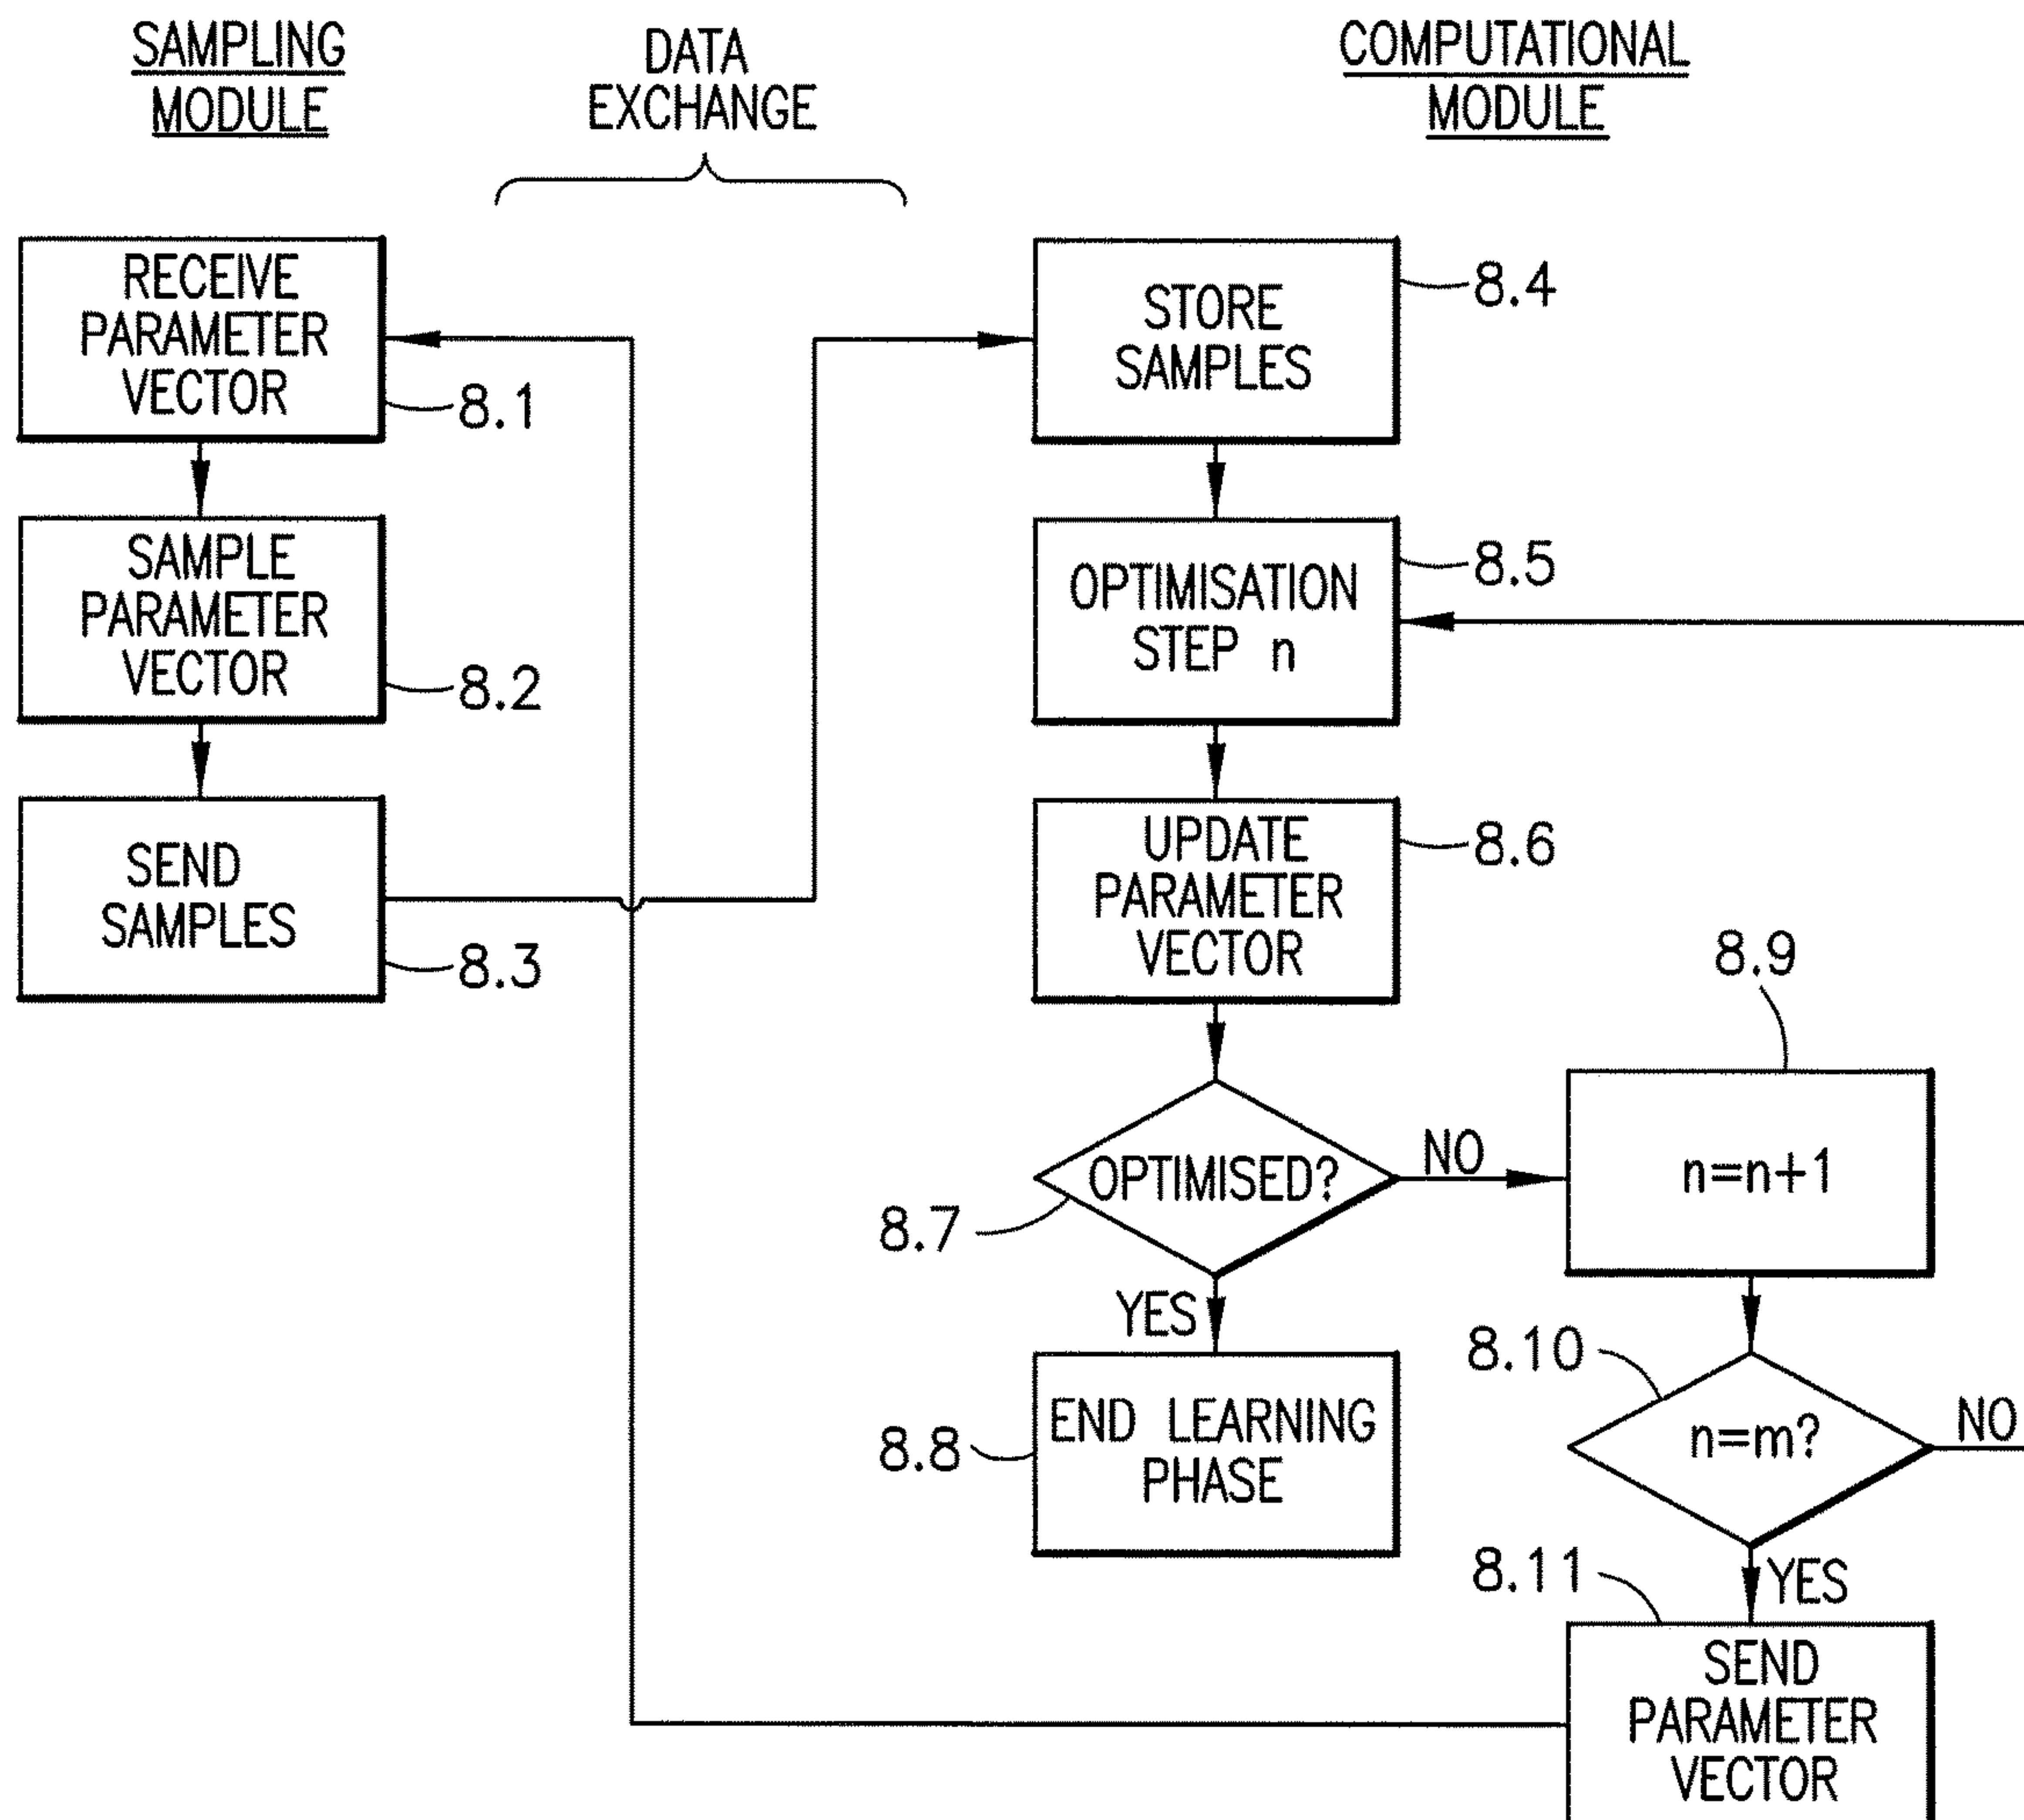 SAMPLING
MODULE
DATA
EXCHANGE
COMPUTATIONAL
MODULE
RECEIVE
PARAMETER
VECTOR
8.1
SAMPLE
PARAMETER
VECTOR
8.2
SEND
SAMPLES
8.3
STORE
SAMPLES
8.4
OPTIMISATION
STEP n
8.5
UPDATE
PARAMETER
VECTOR
8.6
OPTIMISED?
8.7
NO
YES
END LEARNING
PHASE
8.8
8.9
n=n+1
8.10
n=m?
NO
YES
8.11
SEND
PARAMETER
VECTOR